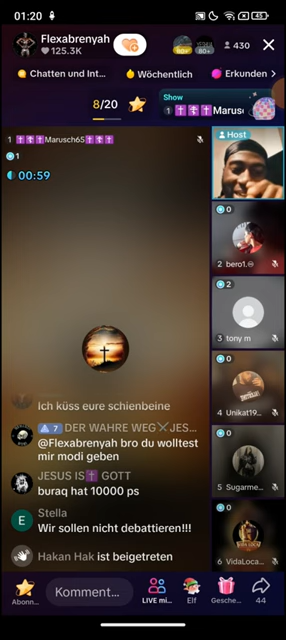 01:20
45
Flexabrenyah
125.3K
430
Chatten und Int...
Wöchentlich
Erkunden
8/20
Show
1 ✝️☦️✝️Marusc
1 ✝️☦️✝️Marusch65✝️☦️✝️
1
00:59
Host
0
2 bero1.♾
2
3 tony m
0
4 Unikat19...
0
5 Sugarme...
0
6 VidaLoca...
Ich küss eure schienbeine
7 DER WAHRE WEG⚔JES...
@Flexabrenyah bro du wolltest
mir modi geben
JESUS IS✝️ GOTT
buraq hat 10000 ps
E
Stella
Wir sollen nicht debattieren!!!
Hakan Hak ist beigetreten
Abonn...
Komment...
LIVE mi...
Elf
Gesche...
44